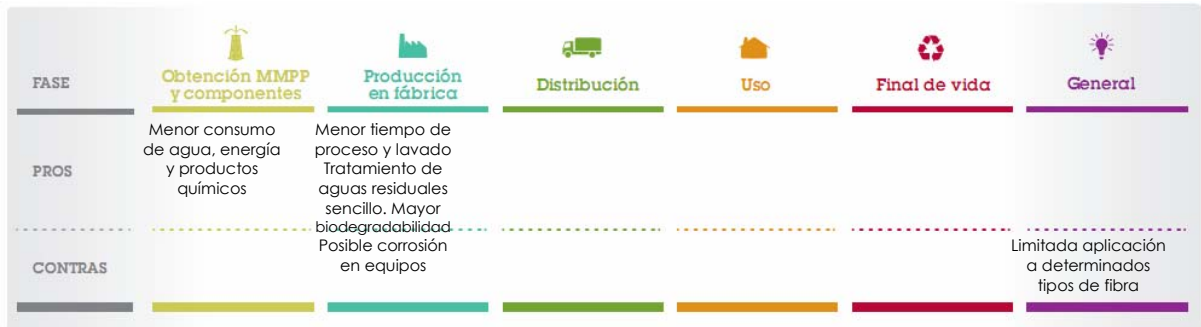 FASE
Obtención MMPP
y componentes
Producción
en fábrica
Distribución
Uso
Final de vida
General
PROS
Menor consumo
de agua, energía
y productos
químicos
Menor tiempo de
proceso y lavado
Tratamiento de
aguas residuales
sencillo. Mayor
biodegradabilidad
CONTRAS
Posible corrosión
en equipos
Limitada aplicación
a determinados
tipos de fibra